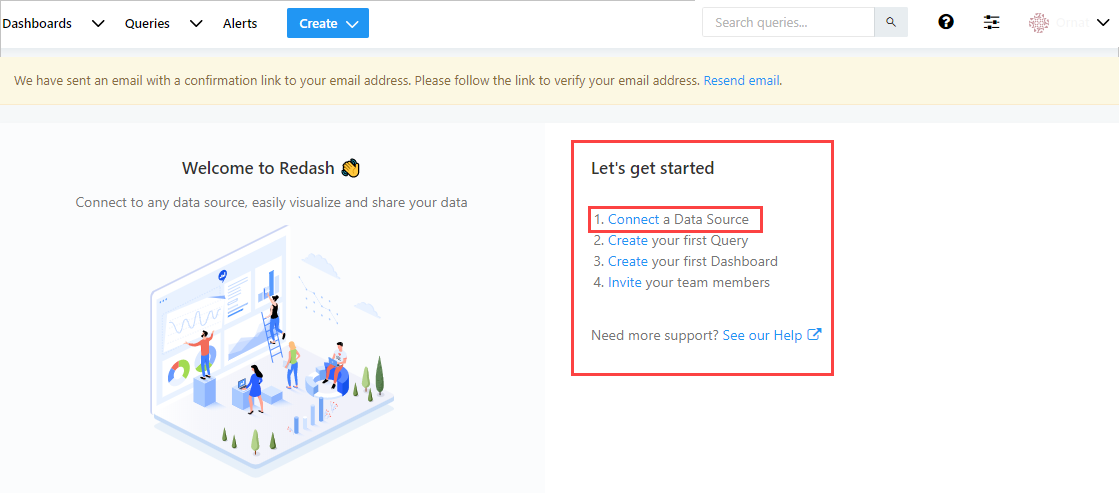 Dashboards Queries Alerts Create Search queries...
We have sent an email with a confirmation link to your email address. Please follow the link to verify your email address. Resend email.
Welcome to Redash 👏
Connect to any data source, easily visualize and share your data
Let's get started
1. Connect a Data Source
2. Create your first Query
3. Create your first Dashboard
4. Invite your team members
Need more support? See our Help